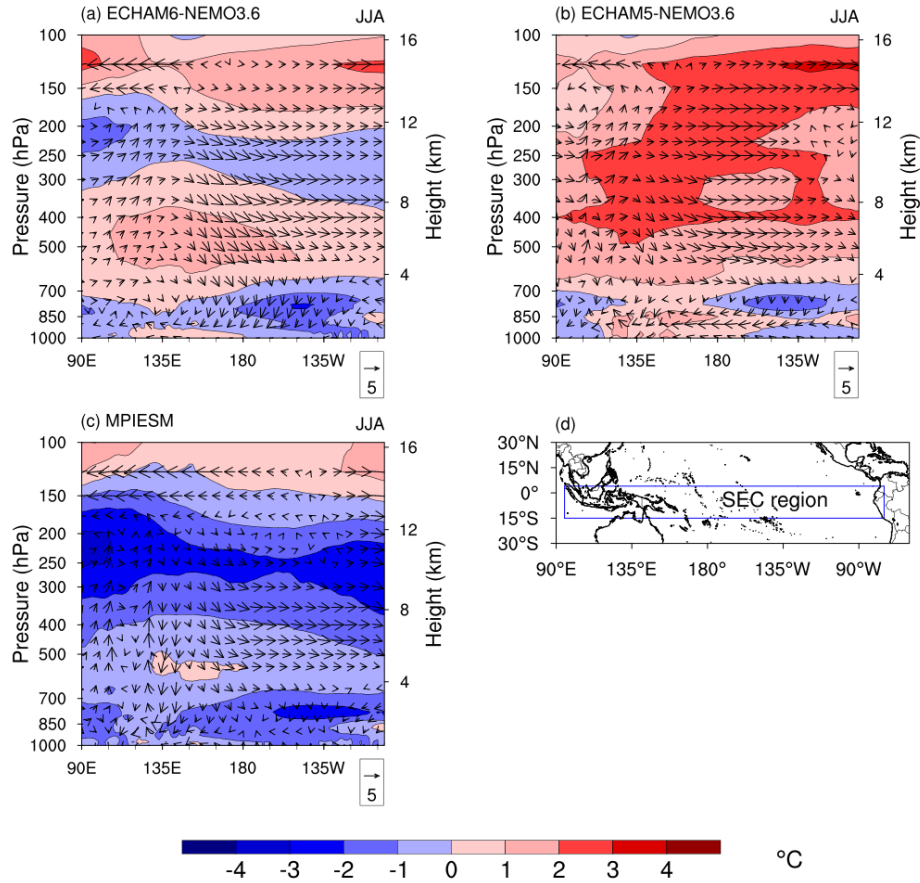 (a) ECHAM6-NEMO3.6 JJA
100
150
200
250
300
400
500
700
850
1000
Pressure (hPa)
16
12
8
4
Height (km)
90E 135E 180 135W
5
(b) ECHAM5-NEMO3.6 JJA
100
150
200
250
300
400
500
700
850
1000
Pressure (hPa)
16
12
8
4
Height (km)
90E 135E 180 135W
5
(c) MPIESM JJA
100
150
200
250
300
400
500
700
850
1000
Pressure (hPa)
16
12
8
4
Height (km)
90E 135E 180 135W
5
(d)
30°N
15°N
0°
15°S
30°S
SEC region
90°E 135°E 180° 135°W 90°W
-4 -3 -2 -1 0 1 2 3 4 °C